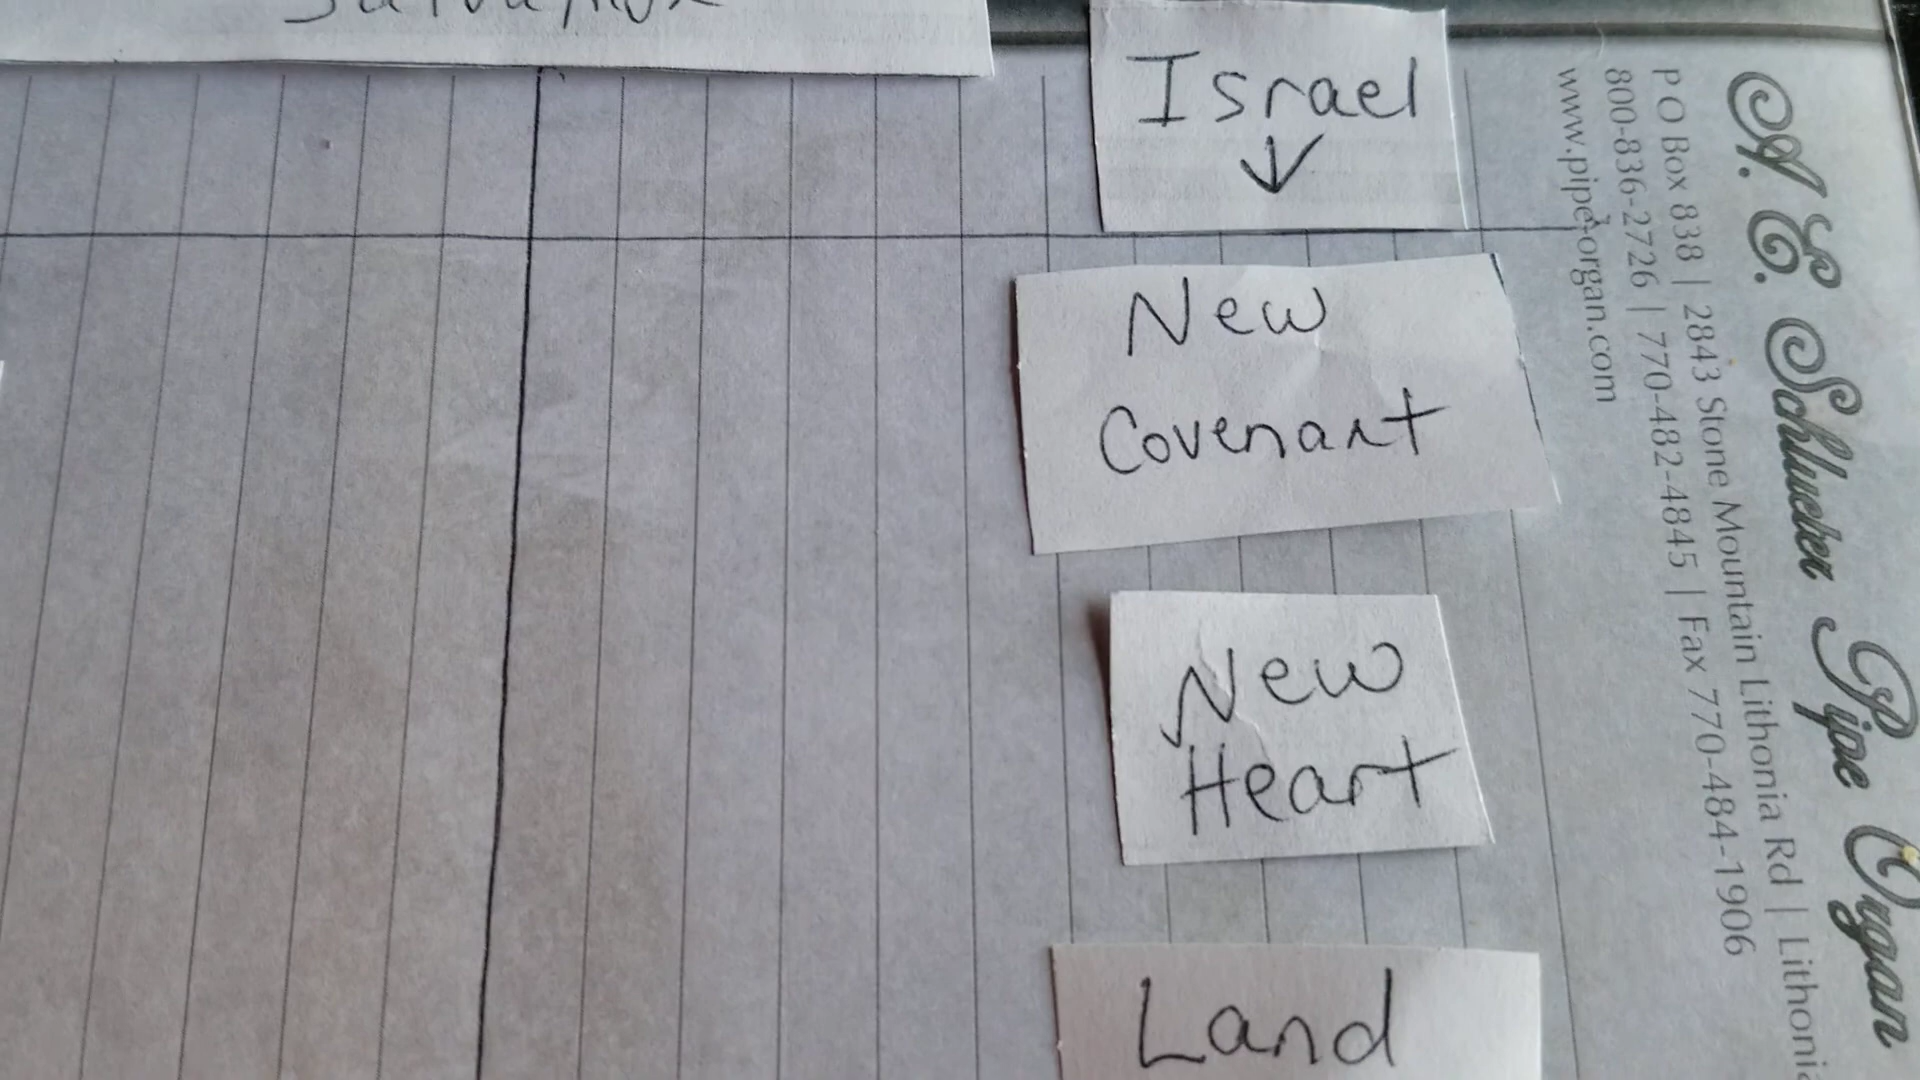 Israel
New
Covenant
New
Heart
Land
A. E. Schlueter Pipe Organ
P O Box 838 | 2843 Stone Mountain Lithonia Rd | Lithonia
800-836-2726 | 770-482-4845 | Fax 770-484-1906
www.pipe-organ.com